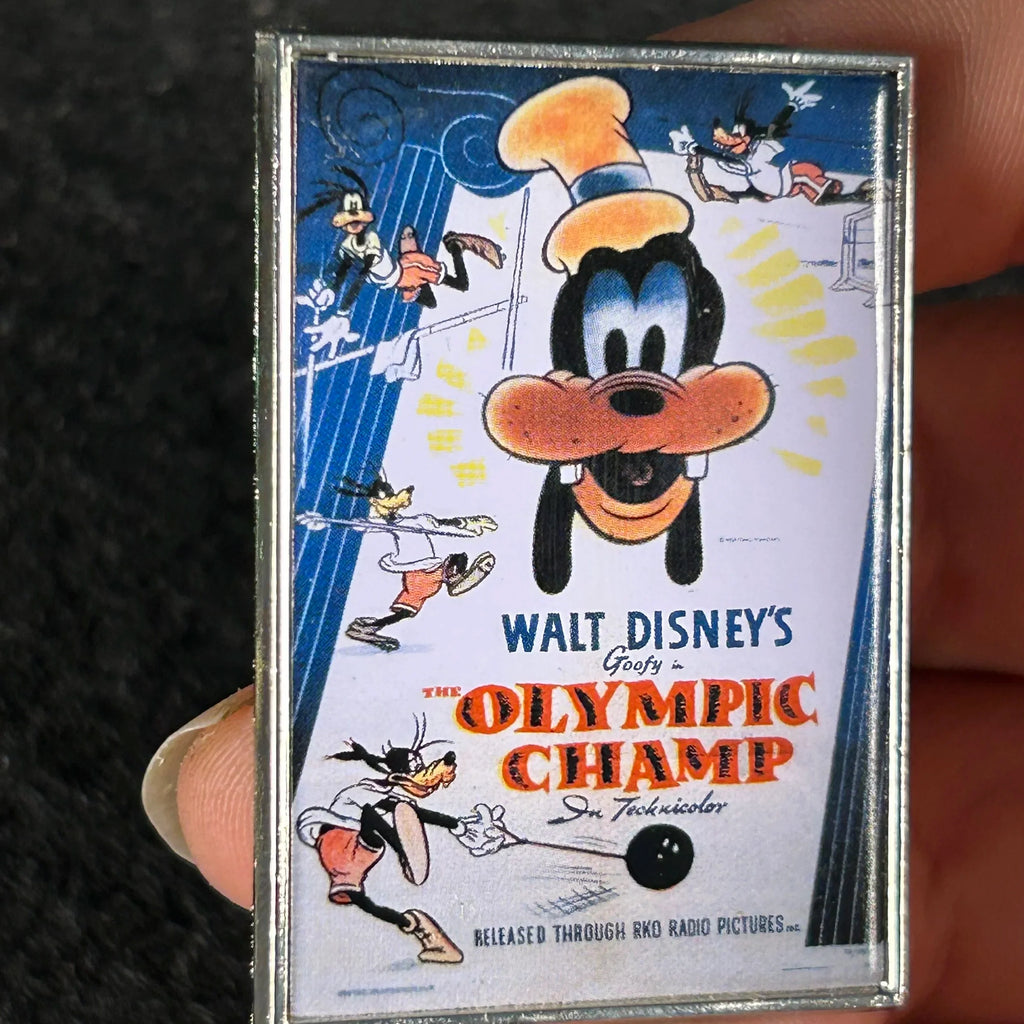 WALT DISNEY'S
Goofy in
THE OLYMPIC
CHAMP
In Technicolor
RELEASED THROUGH RKO RADIO PICTURES INC.